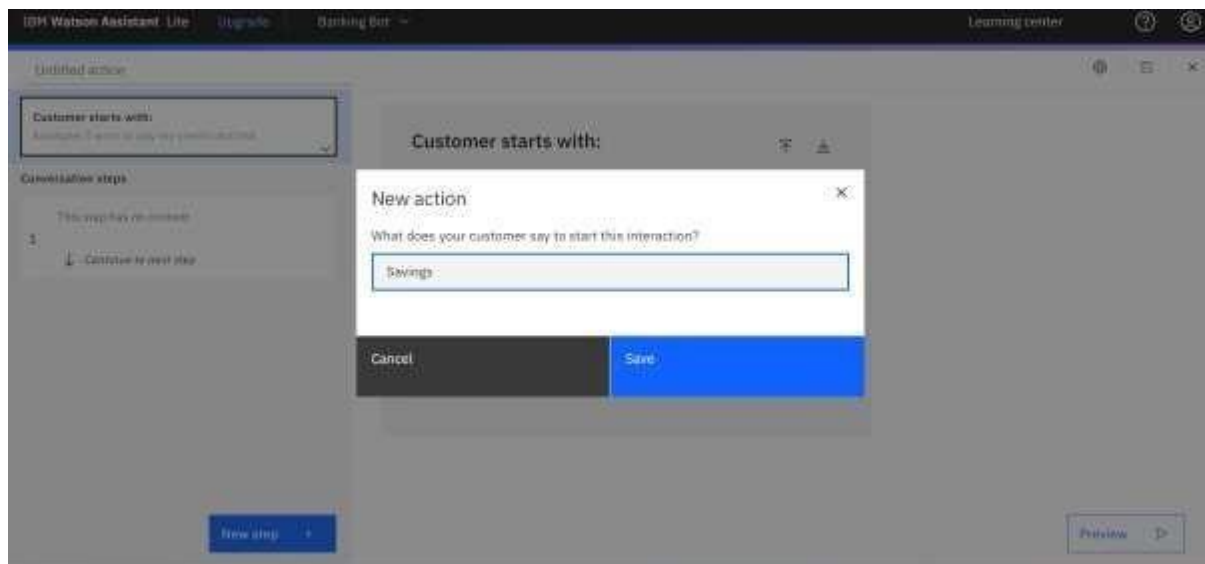 IBM Watson Assistant Lite Upgrade Banking Bot Learning center
Untitled action
Customer starts with:
Conversation steps
This step has no content
1
Continue to next step
New step +
Customer starts with:
New action
What does your customer say to start this interaction?
Savings
Cancel Save
Preview